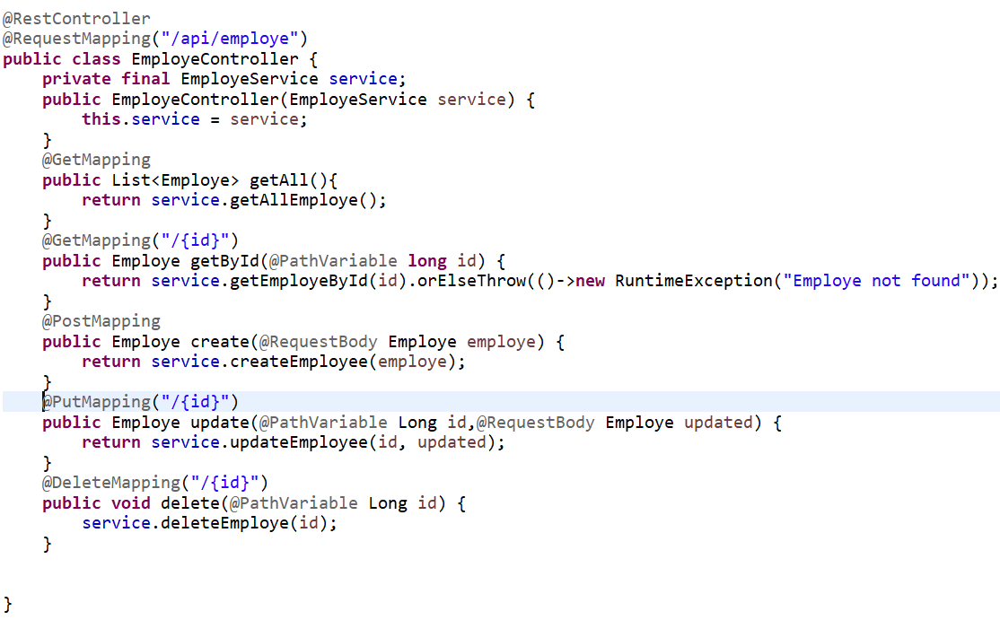 @RestController
@RequestMapping("/api/employe")
public class EmployeController {
    private final EmployeService service;
    public EmployeController(EmployeService service) {
        this.service = service;
    }
    @GetMapping
    public List<Employe> getAll(){
        return service.getAllEmploye();
    }
    @GetMapping("/{id}")
    public Employe getById(@PathVariable long id) {
        return service.getEmployeById(id).orElseThrow(()->new RuntimeException("Employe not found"));
    }
    @PostMapping
    public Employe create(@RequestBody Employe employe) {
        return service.createEmployee(employe);
    }
    @PutMapping("/{id}")
    public Employe update(@PathVariable Long id,@RequestBody Employe updated) {
        return service.updateEmployee(id, updated);
    }
    @DeleteMapping("/{id}")
    public void delete(@PathVariable Long id) {
        service.deleteEmploye(id);
    }
}